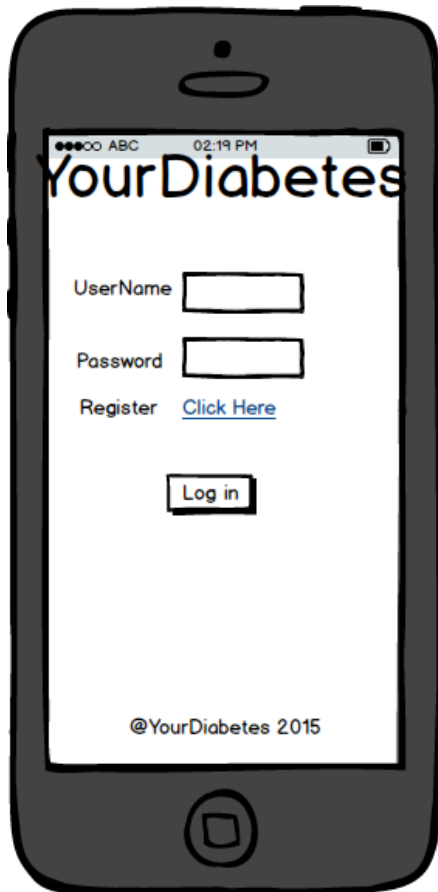 ABC 02:19 PM
YourDiabetes
UserName
Password
Register Click Here
Log in
@YourDiabetes 2015